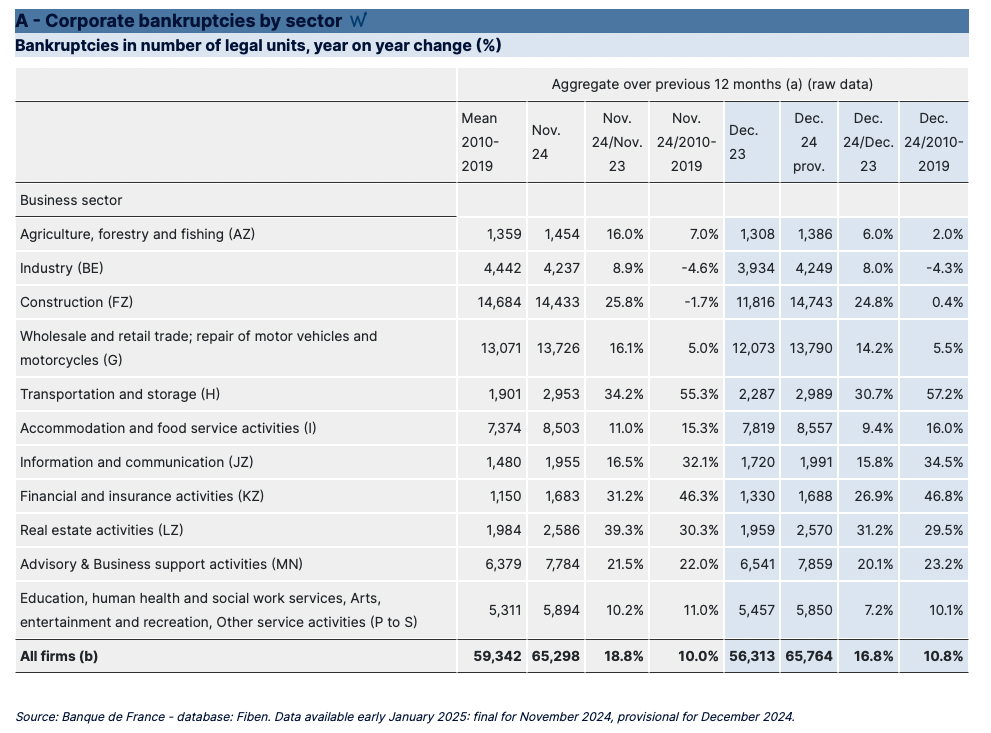 A - Corporate bankruptcies by sector
Bankruptcies in number of legal units, year on year change (%)
Aggregate over previous 12 months (a) (raw data)
Mean 2010-2019 Nov. 24 Nov. 24/Nov. 23 Nov. 24/2010-2019 Dec. 23 Dec. 24 prov. Dec. 24/Dec. 23 Dec. 24/2010-2019
Business sector
Agriculture, forestry and fishing (AZ) 1,359 1,454 16.0% 7.0% 1,308 1,386 6.0% 2.0%
Industry (BE) 4,442 4,237 8.9% -4.6% 3,934 4,249 8.0% -4.3%
Construction (FZ) 14,684 14,433 25.8% -1.7% 11,816 14,743 24.8% 0.4%
Wholesale and retail trade; repair of motor vehicles and
motorcycles (G) 13,071 13,726 16.1% 5.0% 12,073 13,790 14.2% 5.5%
Transportation and storage (H) 1,901 2,953 34.2% 55.3% 2,287 2,989 30.7% 57.2%
Accommodation and food service activities (I) 7,374 8,503 11.0% 15.3% 7,819 8,557 9.4% 16.0%
Information and communication (JZ) 1,480 1,955 16.5% 32.1% 1,720 1,991 15.8% 34.5%
Financial and insurance activities (KZ) 1,150 1,683 31.2% 46.3% 1,330 1,688 26.9% 46.8%
Real estate activities (LZ) 1,984 2,586 39.3% 30.3% 1,959 2,570 31.2% 29.5%
Advisory & Business support activities (MN) 6,379 7,784 21.5% 22.0% 6,541 7,859 20.1% 23.2%
Education, human health and social work services, Arts,
entertainment and recreation, Other service activities (P to S) 5,311 5,894 10.2% 11.0% 5,457 5,850 7.2% 10.1%
All firms (b) 59,342 65,298 18.8% 10.0% 56,313 65,764 16.8% 10.8%
Source: Banque de France - database: Fiben. Data available early January 2025: final for November 2024, provisional for December 2024.